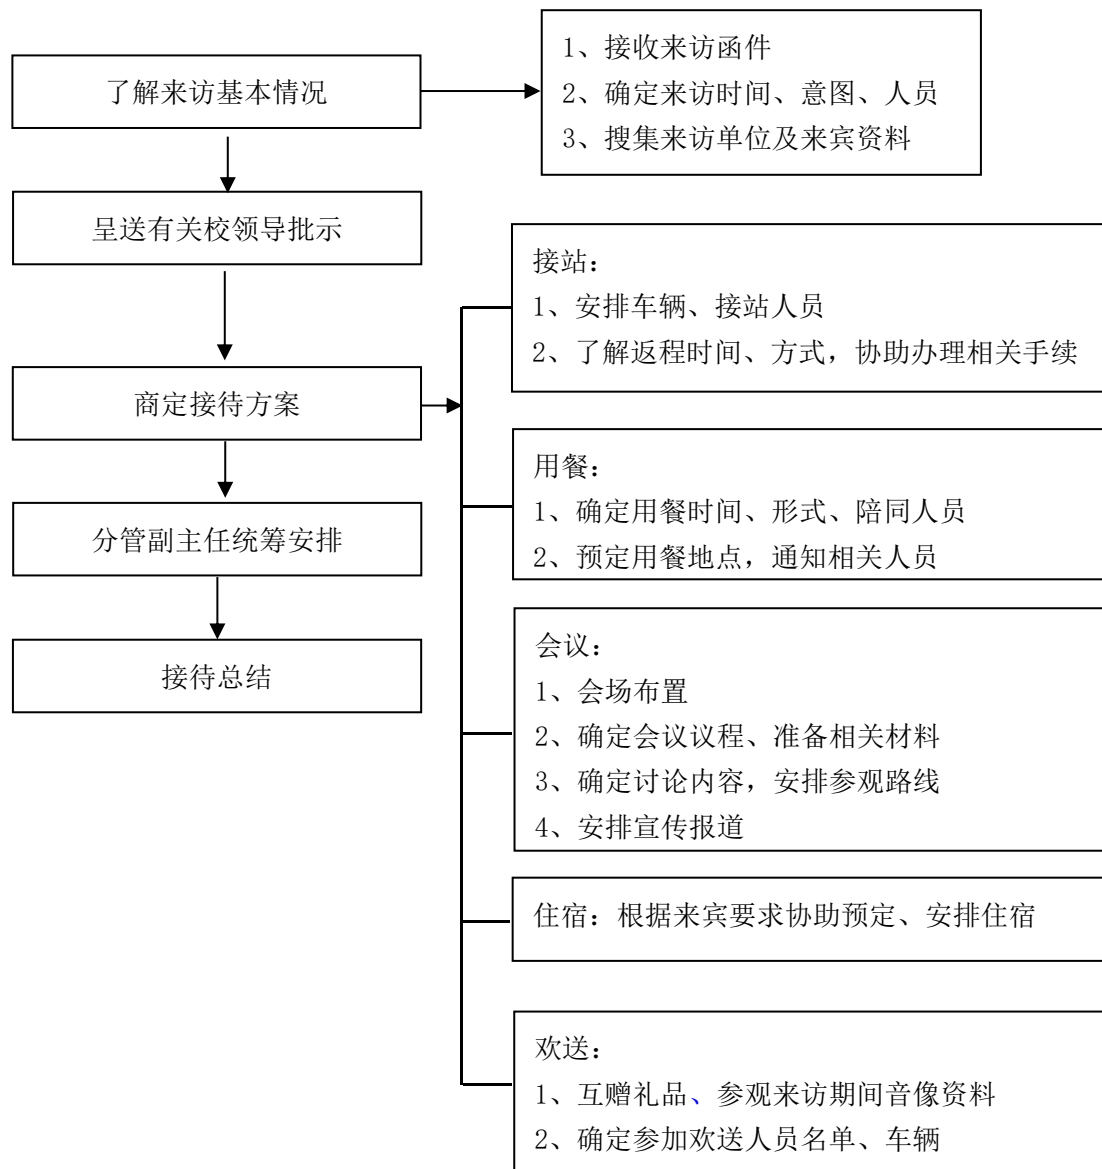 了解来访基本情况
1、接收来访函件
2、确定来访时间、意图、人员
3、搜集来访单位及来宾资料
呈送有关校领导批示
商定接待方案
分管副主任统筹安排
接待总结
接站：
1、安排车辆、接站人员
2、了解返程时间、方式，协助办理相关手续
用餐：
1、确定用餐时间、形式、陪同人员
2、预定用餐地点，通知相关人员
会议：
1、会场布置
2、确定会议议程、准备相关材料
3、确定讨论内容，安排参观路线
4、安排宣传报道
住宿：根据来宾要求协助预定、安排住宿
欢送：
1、互赠礼品、参观来访期间音像资料
2、确定参加欢送人员名单、车辆